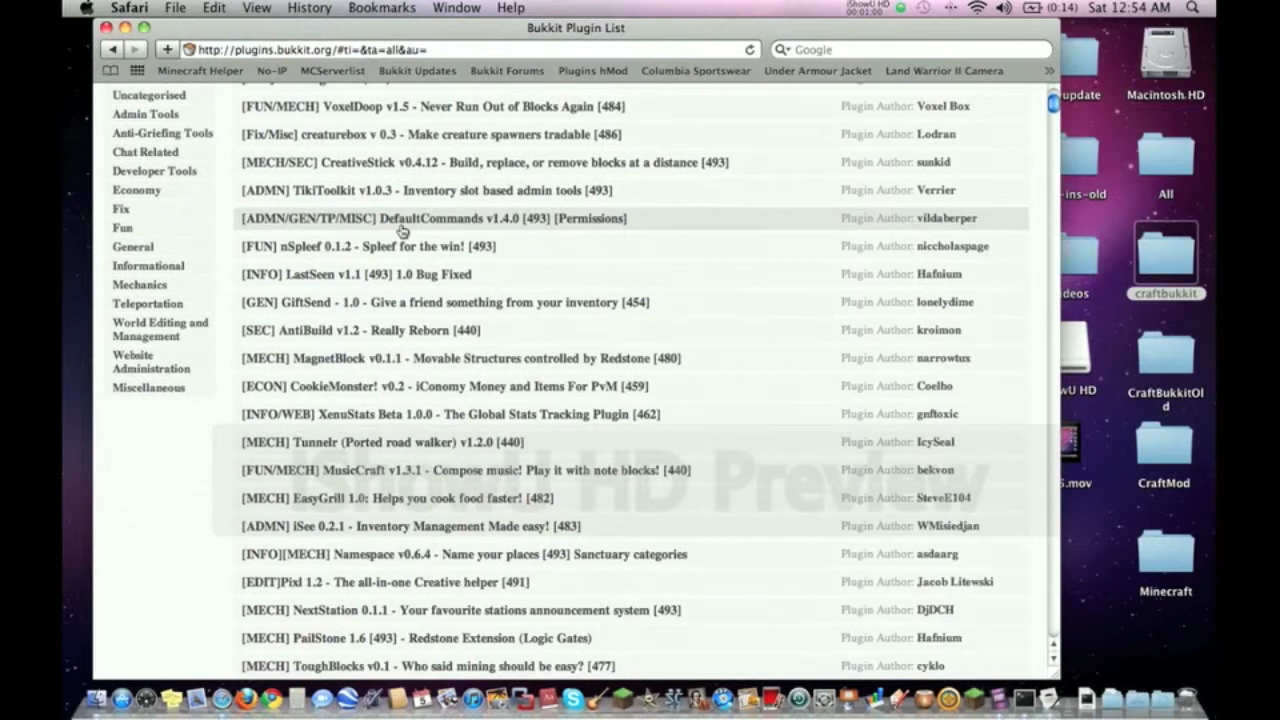 Safari File Edit View History Bookmarks Window Help
iShowU HD
00:01:00
(0:14) Sat 12:54 AM
Bukkit Plugin List
http://plugins.bukkit.org/#ti=&ta=all&au=
Google
Minecraft Helper No-IP MCServerlist Bukkit Updates Bukkit Forums Plugins hMod Columbia Sportswear Under Armour Jacket Land Warrior II Camera
Uncategorised
Admin Tools
Anti-Griefing Tools
Chat Related
Developer Tools
Economy
Fix
Fun
General
Informational
Mechanics
Teleportation
World Editing and
Management
Website
Administration
Miscellaneous
[FUN/MECH] VoxelDoop v1.5 - Never Run Out of Blocks Again [484] Plugin Author: Voxel Box
[Fix/Misc] creaturebox v 0.3 - Make creature spawners tradable [486] Plugin Author: Lodran
[MECH/SEC] CreativeStick v0.4.12 - Build, replace, or remove blocks at a distance [493] Plugin Author: sunkid
[ADMN] TikiToolkit v1.0.3 - Inventory slot based admin tools [493] Plugin Author: Verrier
[ADMN/GEN/TP/MISC] DefaultCommands v1.4.0 [493] [Permissions] Plugin Author: vildaberper
[FUN] nSpleef 0.1.2 - Spleef for the win! [493] Plugin Author: niccholaspage
[INFO] LastSeen v1.1 [493] 1.0 Bug Fixed Plugin Author: Hafnium
[GEN] GiftSend - 1.0 - Give a friend something from your inventory [454] Plugin Author: lonelydime
[SEC] AntiBuild v1.2 - Really Reborn [440] Plugin Author: kroimon
[MECH] MagnetBlock v0.1.1 - Movable Structures controlled by Redstone [480] Plugin Author: narrowtux
[ECON] CookieMonster! v0.2 - iConomy Money and Items For PvM [459] Plugin Author: Coelho
[INFO/WEB] XenuStats Beta 1.0.0 - The Global Stats Tracking Plugin [462] Plugin Author: gnftoxic
[MECH] Tunnelr (Ported road walker) v1.2.0 [440] Plugin Author: IcySeal
[FUN/MECH] MusicCraft v1.3.1 - Compose music! Play it with note blocks! [440] Plugin Author: bekvon
[MECH] EasyGrill 1.0: Helps you cook food faster! [482] Plugin Author: SteveE104
[ADMN] iSee 0.2.1 - Inventory Management Made easy! [483] Plugin Author: WMisiedjan
[INFO][MECH] Namespace v0.6.4 - Name your places [493] Sanctuary categories Plugin Author: asdaarg
[EDIT]Pixl 1.2 - The all-in-one Creative helper [491] Plugin Author: Jacob Litewski
[MECH] NextStation 0.1.1 - Your favourite stations announcement system [493] Plugin Author: DjDCH
[MECH] PailStone 1.6 [493] - Redstone Extension (Logic Gates) Plugin Author: Hafnium
[MECH] ToughBlocks v0.1 - Who said mining should be easy? [477] Plugin Author: cyklo
iShowU HD Preview
update
Macintosh HD
-ins-old
All
craftbukkit
CraftBukkitOl
d
CraftMod
Minecraft